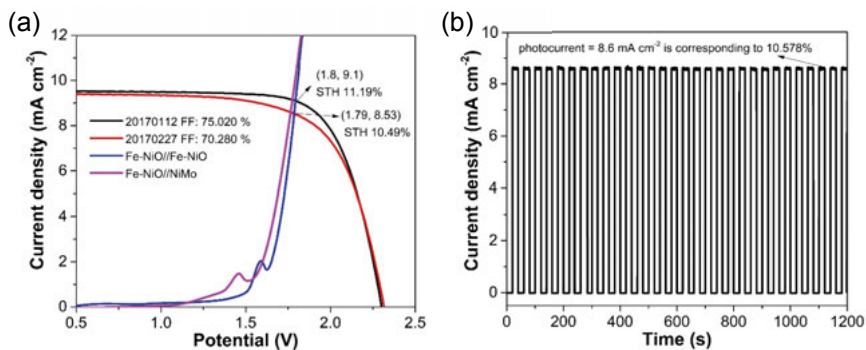 (a)
12
10
8
6
4
2
0
Current density (mA cm⁻²)
(1.8, 9.1)
STH 11.19%
(1.79, 8.53)
STH 10.49%
20170112 FF: 75.020 %
20170227 FF: 70.280 %
Fe-NiO//Fe-NiO
Fe-NiO//NiMo
0.5 1.0 1.5 2.0 2.5
Potential (V)
(b)
10
8
6
4
2
0
Current density (mA cm⁻²)
photocurrent = 8.6 mA cm⁻² is corresponding to 10.578%
0 200 400 600 800 1000 1200
Time (s)